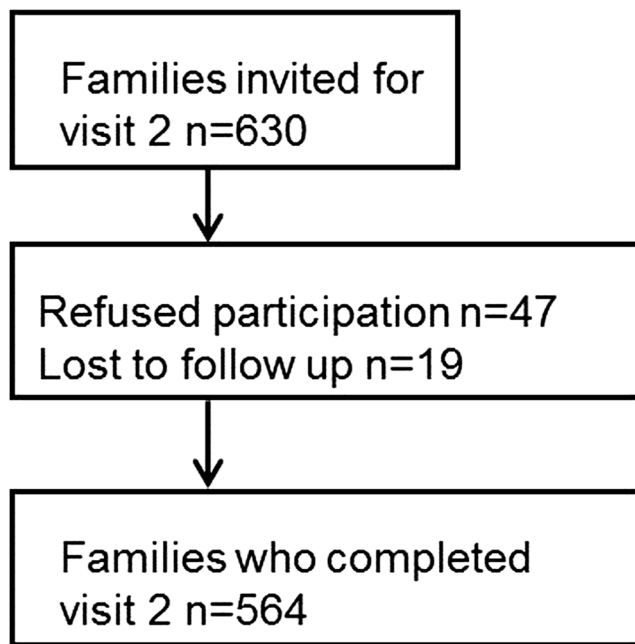 Families invited for
visit 2 n=630
Refused participation n=47
Lost to follow up n=19
Families who completed
visit 2 n=564